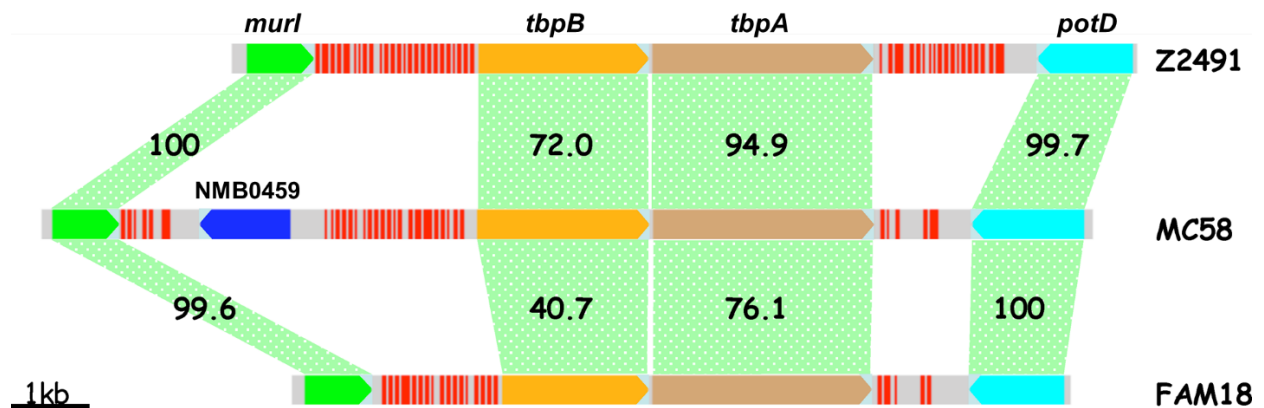 murI tbpB tbpA potD
Z2491
100 72.0 94.9 99.7
NMB0459
MC58
99.6 40.7 76.1 100
1kb FAM18